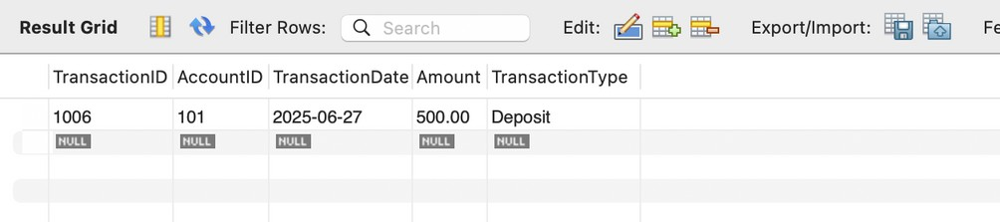 Result Grid Filter Rows: Search Edit: Export/Import:
TransactionID AccountID TransactionDate Amount TransactionType
1006 101 2025-06-27 500.00 Deposit
NULL NULL NULL NULL NULL